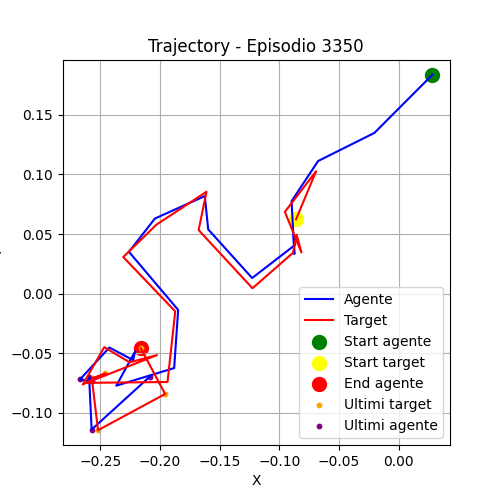 Trajectory - Episodio 3350
0.15
0.10
0.05
0.00
−0.05
−0.10
Agente
Target
Start agente
Start target
End agente
Ultimi target
Ultimi agente
−0.25
−0.20
−0.15
−0.10
−0.05
0.00
X